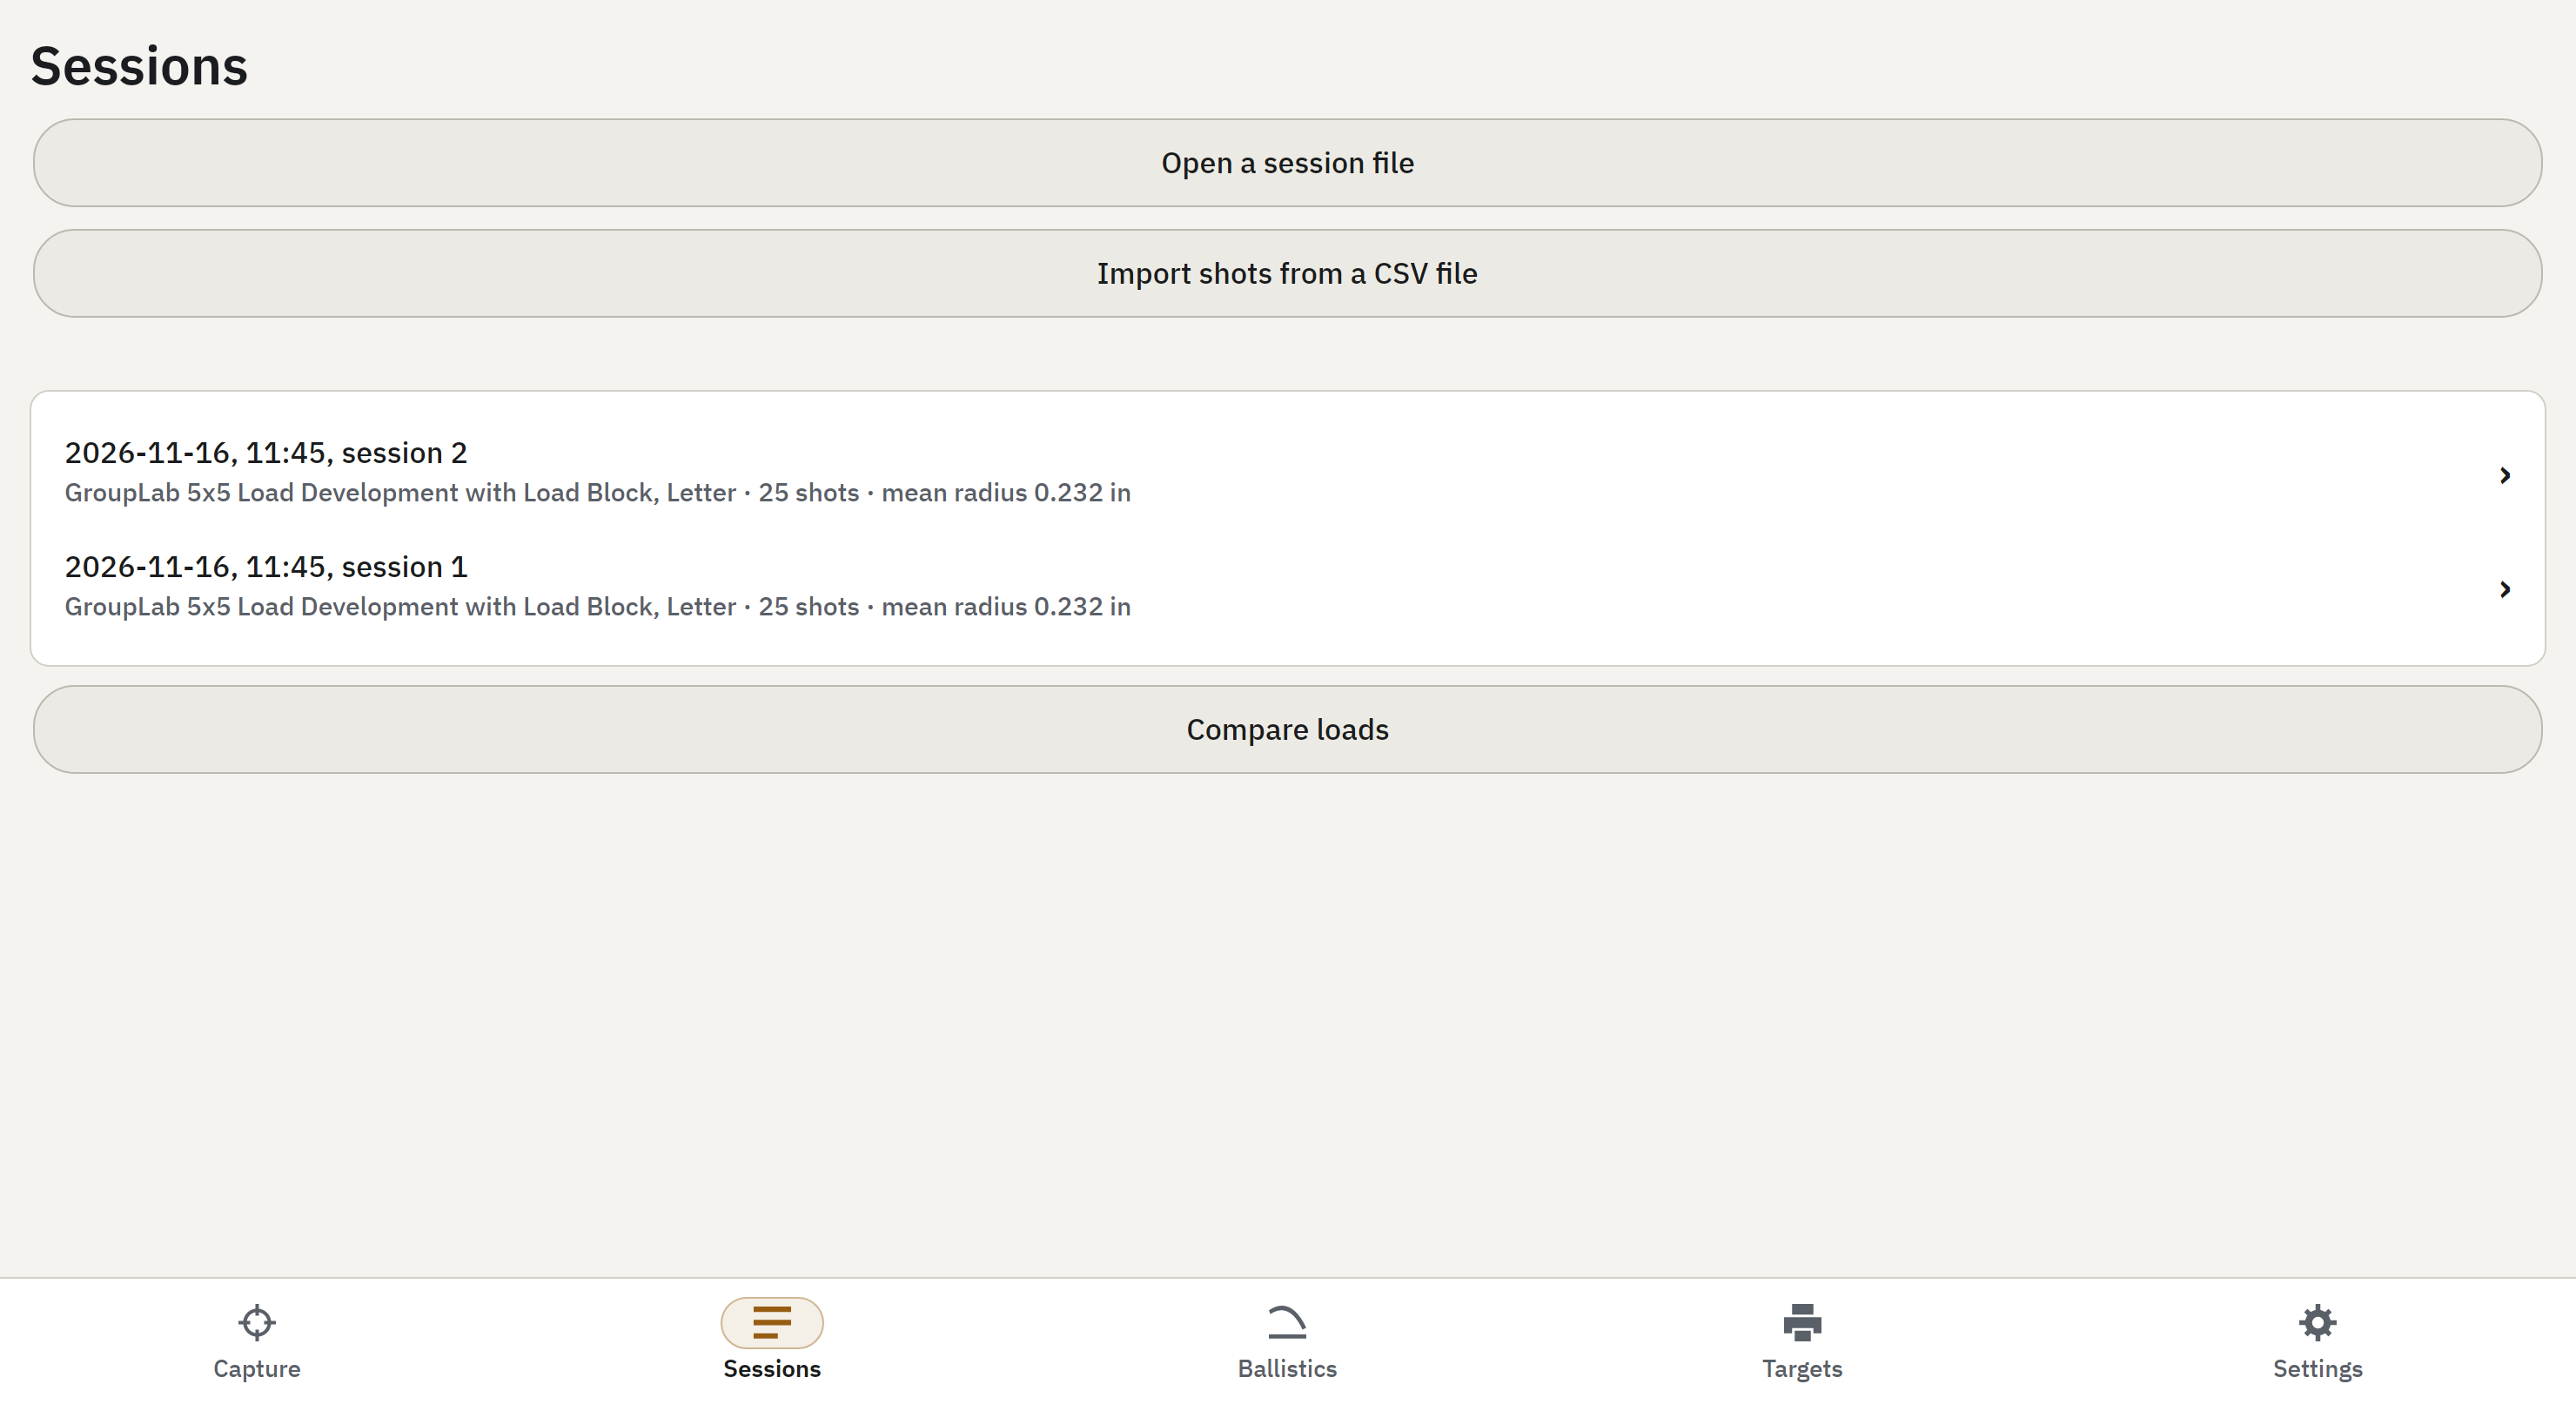 Sessions
Open a session file
Import shots from a CSV file
2026-11-16, 11:45, session 2
GroupLab 5x5 Load Development with Load Block, Letter · 25 shots · mean radius 0.232 in
2026-11-16, 11:45, session 1
GroupLab 5x5 Load Development with Load Block, Letter · 25 shots · mean radius 0.232 in
Compare loads
Capture
Sessions
Ballistics
Targets
Settings